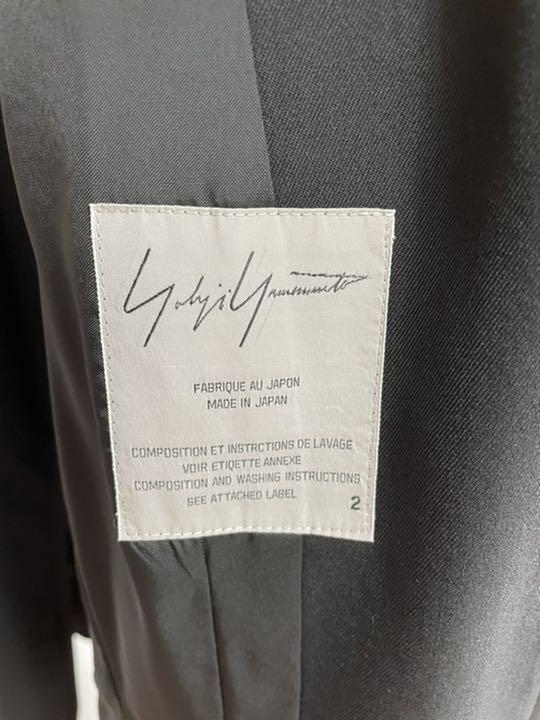 Yohji Yamamoto
FABRIQUE AU JAPON
MADE IN JAPAN
COMPOSITION ET INSTRCTIONS DE LAVAGE
VOIR ETIQETTE ANNEXE
COMPOSITION AND WASHING INSTRUCTIONS
SEE ATTACHED LABEL
2